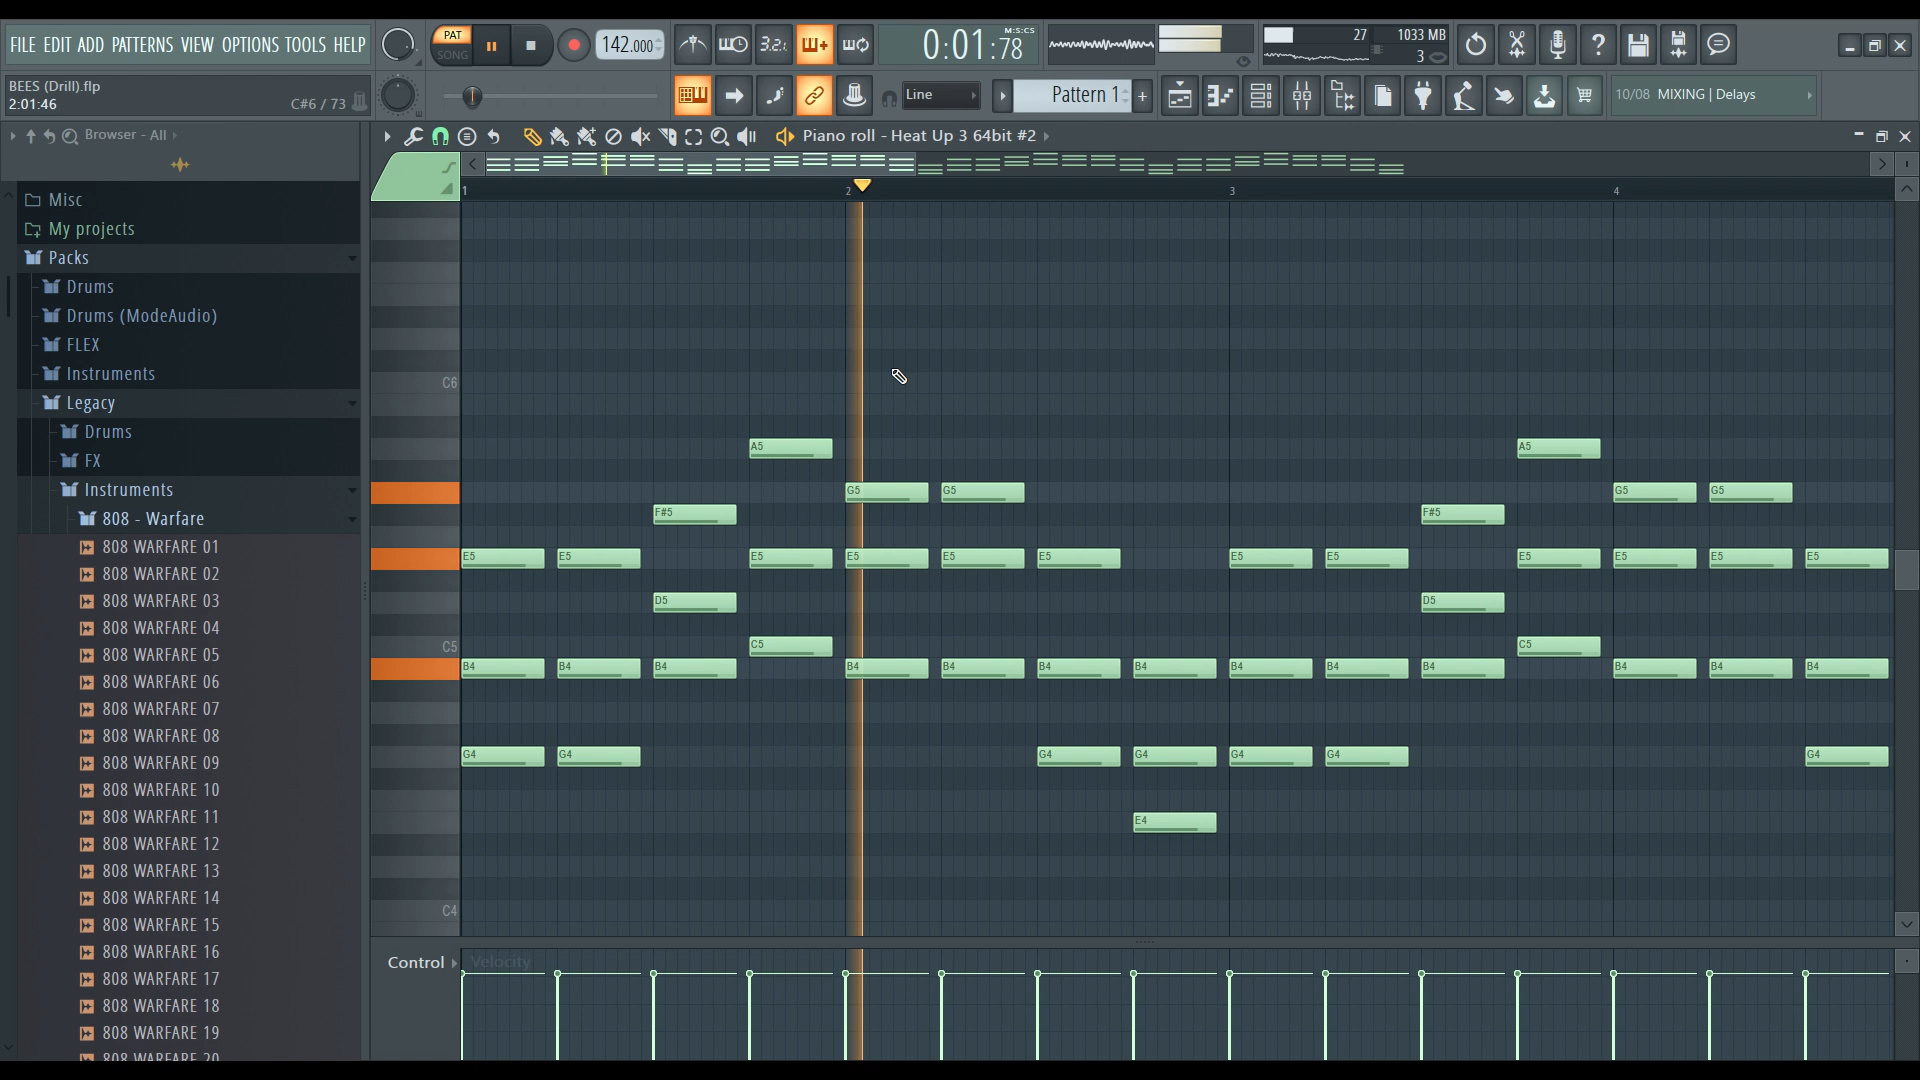 FILE EDIT ADD PATTERNS VIEW OPTIONS TOOLS HELP
PAT
SONG
142.000
3.2.
0:01:78
M:S:CS
27
1033 MB
3
BEES (Drill).flp
2:01:46
C#6 / 73
Line
Pattern 1
10/08 MIXING | Delays
Browser - All
Piano roll - Heat Up 3 64bit #2
Misc
My projects
Packs
Drums
Drums (ModeAudio)
FLEX
Instruments
Legacy
Drums
FX
Instruments
808 - Warfare
808 WARFARE 01
808 WARFARE 02
808 WARFARE 03
808 WARFARE 04
808 WARFARE 05
808 WARFARE 06
808 WARFARE 07
808 WARFARE 08
808 WARFARE 09
808 WARFARE 10
808 WARFARE 11
808 WARFARE 12
808 WARFARE 13
808 WARFARE 14
808 WARFARE 15
808 WARFARE 16
808 WARFARE 17
808 WARFARE 18
808 WARFARE 19
808 WARFARE 20
1 2 3 4
C6
A5 A5
G5 G5 G5 G5
F#5 F#5
E5 E5 E5 E5 E5 E5 E5 E5 E5 E5 E5 E5
D5 D5
C5 C5 C5
B4 B4 B4 B4 B4 B4 B4 B4 B4 B4 B4 B4 B4
G4 G4 G4 G4 G4 G4 G4
E4
C4
Control Velocity